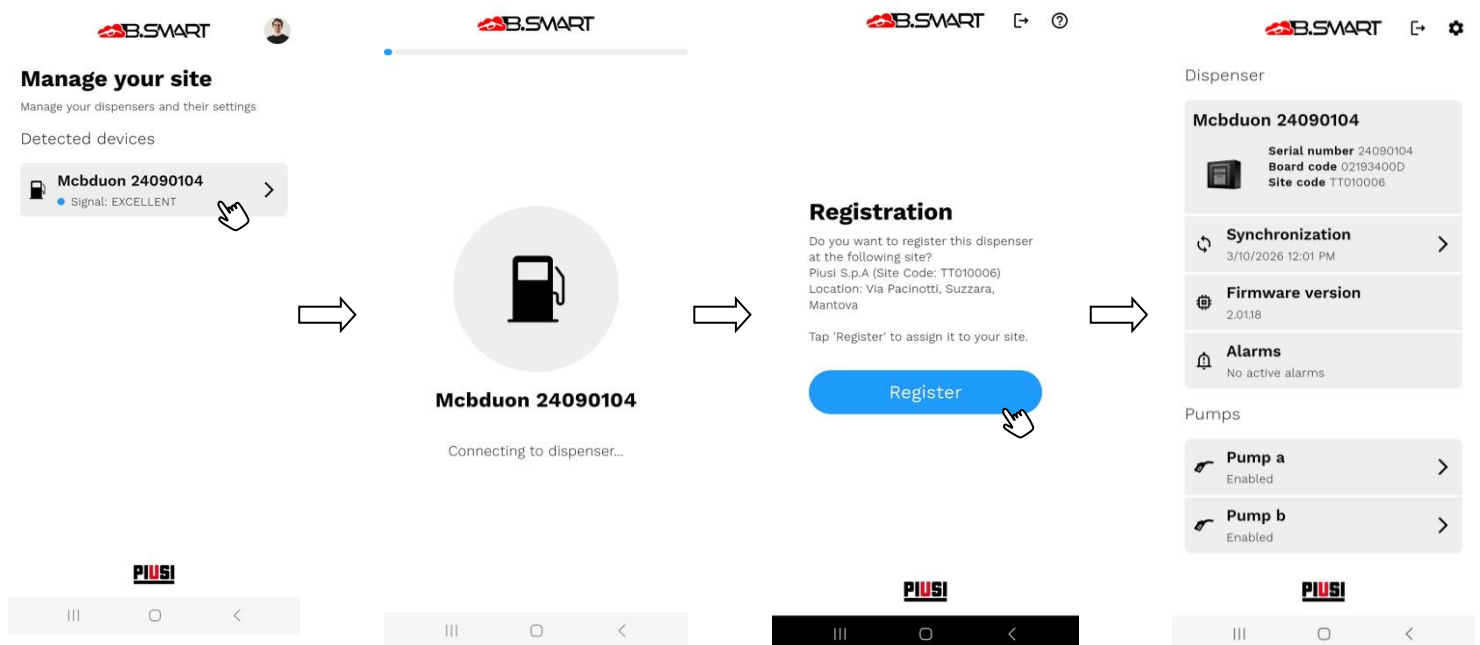 B.SMART
Manage your site
Manage your dispensers and their settings
Detected devices
Mcbduon 24090104
Signal: EXCELLENT
PIUSI
B.SMART
Mcbduon 24090104
Connecting to dispenser...
B.SMART
Registration
Do you want to register this dispenser
at the following site?
Piusi S.p.A (Site Code: TT010006)
Location: Via Pacinotti, Suzzara,
Mantova
Tap 'Register' to assign it to your site.
Register
PIUSI
B.SMART
Dispenser
Mcbduon 24090104
Serial number 24090104
Board code 02193400D
Site code TT010006
Synchronization
3/10/2026 12:01 PM
Firmware version
2.01.18
Alarms
No active alarms
Pumps
Pump a
Enabled
Pump b
Enabled
PIUSI